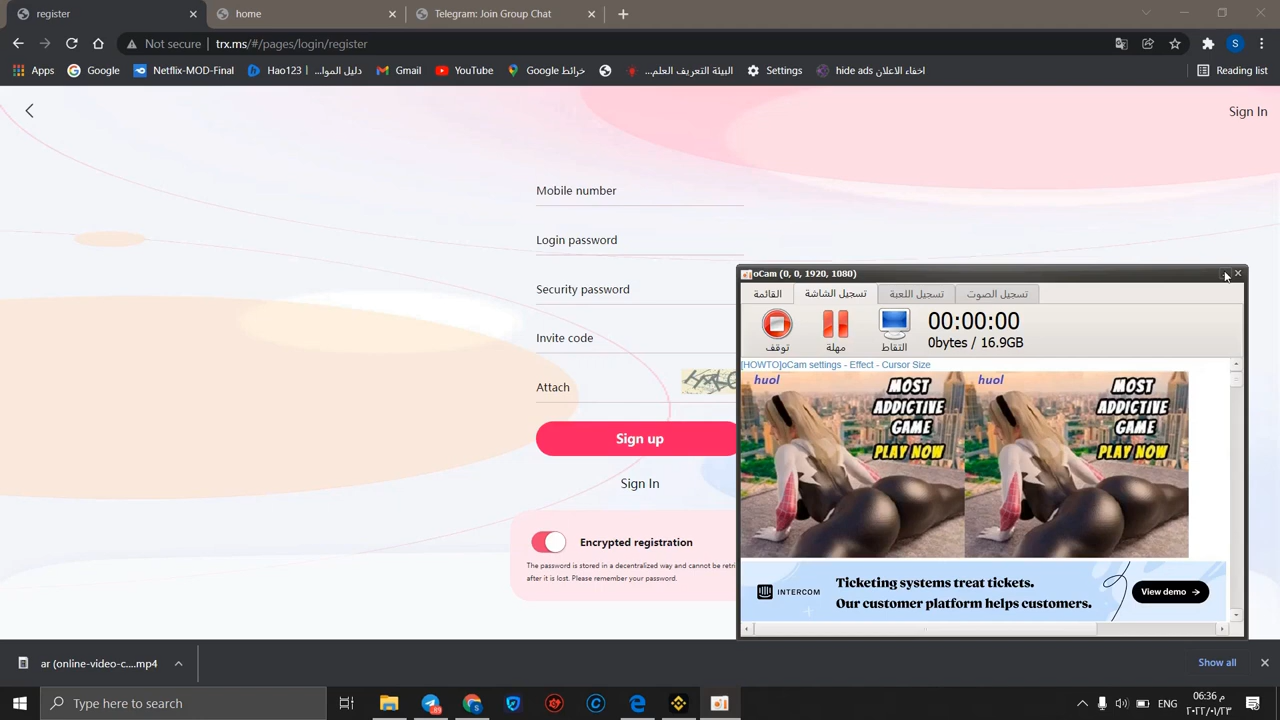 register
home
Telegram: Join Group Chat
Not secure
trx.ms/#/pages/login/register
Apps
Google
Netflix-MOD-Final
Hao123
دليل الموا...
Gmail
YouTube
خرائط Google
البيئة التعريف العلم...
Settings
hide ads اخفاء الاعلان
Reading list
Sign In
Mobile number
Login password
Security password
Invite code
Attach
Sign up
Sign In
Encrypted registration
The password is stored in a decentralized way and cannot be retri
after it is lost. Please remember your password.
oCam (0, 0, 1920, 1080)
القائمة
تسجيل الشاشة
تسجيل اللعبة
تسجيل الصوت
توقف
مهلة
التقاط
00:00:00
0bytes / 16.9GB
[HOWTO]oCam settings - Effect - Cursor Size
huol
MOST
ADDICTIVE
GAME
PLAY NOW
huol
MOST
ADDICTIVE
GAME
PLAY NOW
INTERCOM
Ticketing systems treat tickets.
Our customer platform helps customers.
View demo
ar (online-video-c....mp4
Show all
Type here to search
ENG
06:36 م